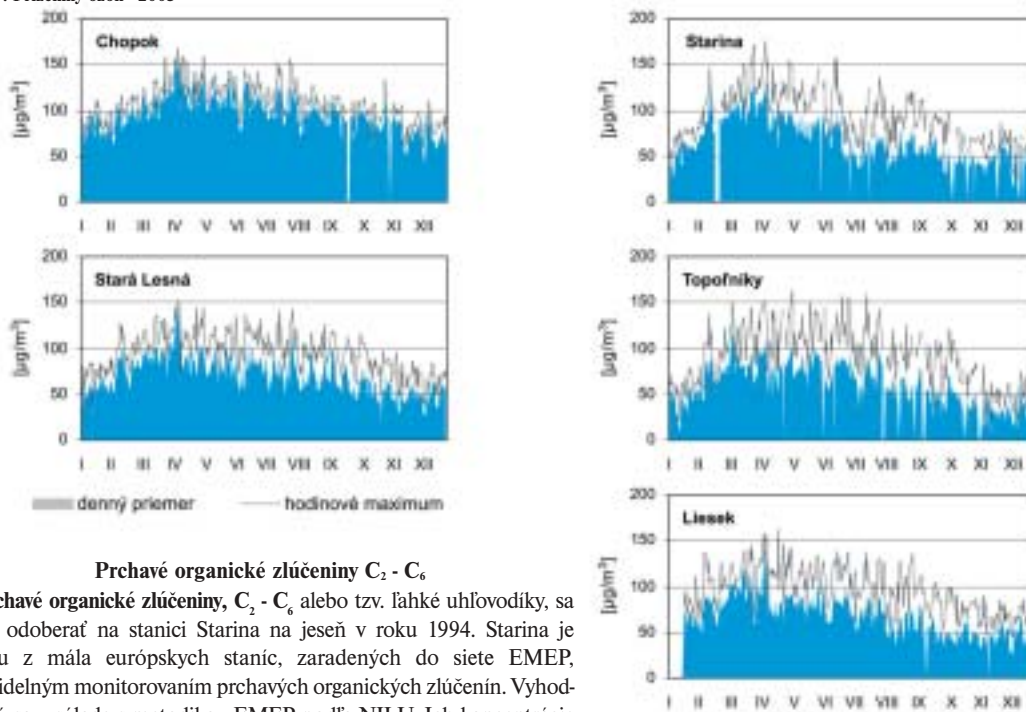 ozón - 2003
200
Chopok
150
100
50
0
[µg/m³]
I II III IV V VI VII VIII IX X XI XII
200
Stará Lesná
150
100
50
0
[µg/m³]
I II III IV V VI VII VIII IX X XI XII
denný priemer hodinové maximum
Prchavé organické zlúčeniny C₂ - C₆
organické zlúčeniny, C₂ - C₆ alebo tzv. ľahké uhľovodíky, sa
odoberať na stanici Starina na jeseň v roku 1994. Starina je
z mála európskych staníc, zaradených do siete EMEP,
monitorovaním prchavých organických zlúčenín.
200
Starina
150
100
50
0
[µg/m³]
I II III IV V VI VII VIII IX X XI XII
200
Topoľníky
150
100
50
0
[µg/m³]
I II III IV V VI VII VIII IX X XI XII
200
Liesek
150
100
50
0
[µg/m³]
I II III IV V VI VII VIII IX X XI XII